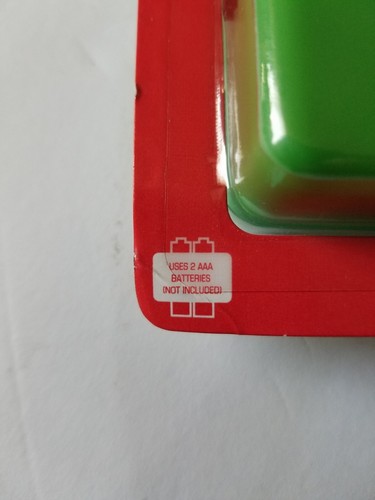 USES 2 AAA
BATTERIES
(NOT INCLUDED)